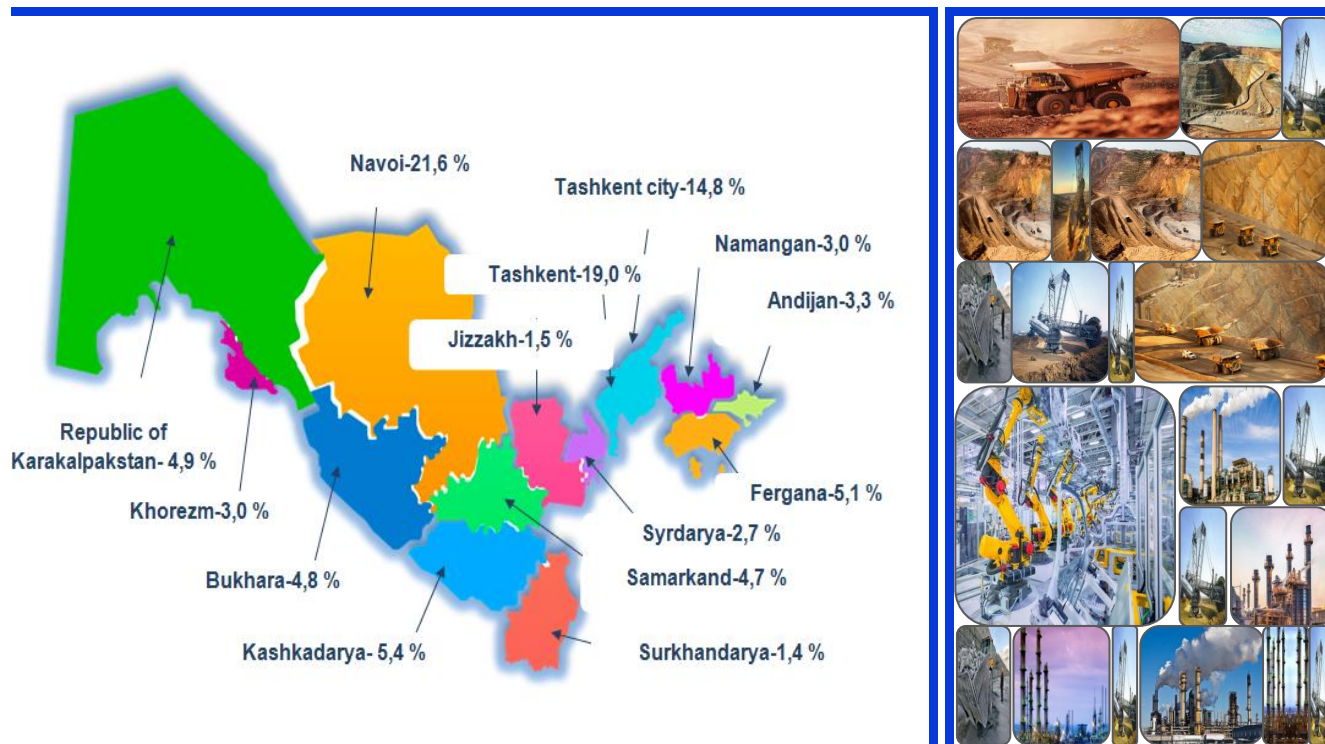 Navoi-21,6 %
Tashkent city-14,8 %
Namangan-3,0 %
Tashkent-19,0 %
Andijan-3,3 %
Jizzakh-1,5 %
Republic of
Karakalpakstan- 4,9 %
Khorezm-3,0 %
Fergana-5,1 %
Syrdarya-2,7 %
Bukhara-4,8 %
Samarkand-4,7 %
Kashkadarya- 5,4 %
Surkhandarya-1,4 %